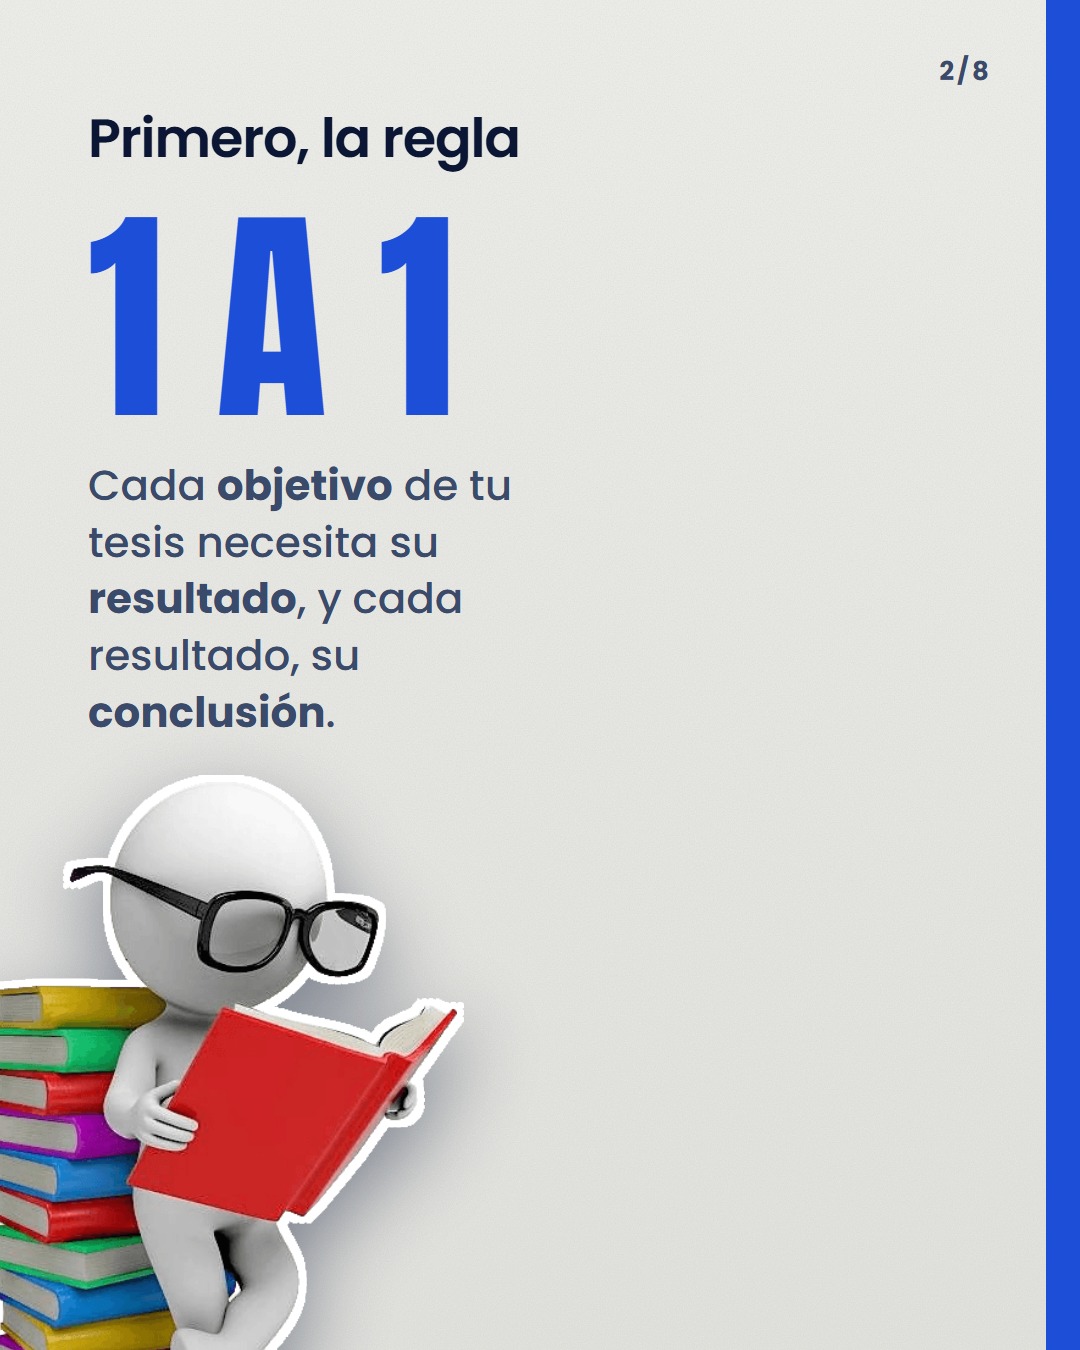 2/8
Primero, la regla
1 A 1
Cada objetivo de tu
tesis necesita su
resultado, y cada
resultado, su
conclusión.